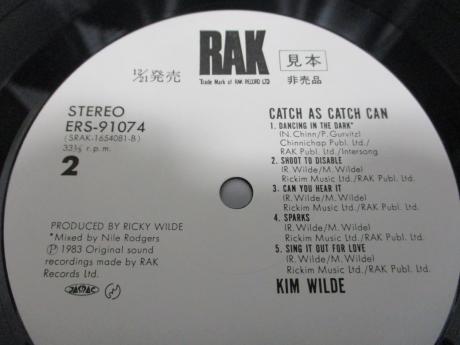 RAK
Trade Mark of RAK RECORD LTD
12/21発売
見本
非売品
STEREO
ERS-91074
(SRAK-1654081-B)
33⅓ r.p.m.
2
PRODUCED BY RICKY WILDE
*Mixed by Nile Rodgers
Ⓟ 1983 Original sound
recordings made by RAK
Records Ltd.
JASRAC
CATCH AS CATCH CAN
1. DANCING IN THE DARK*
(N. Chinn/P. Gurvitz)
Chinnichap Publ. Ltd./
RAK Publ. Ltd./Intersong
2. SHOOT TO DISABLE
(R. Wilde/M. Wilde)
Rickim Music Ltd./RAK Publ. Ltd.
3. CAN YOU HEAR IT
(R. Wilde/M. Wilde)
Rickim Music Ltd./RAK Publ. Ltd.
4. SPARKS
(R. Wilde/M. Wilde)
Rickim Music Ltd./RAK Publ. Ltd.
5. SING IT OUT FOR LOVE
(R. Wilde/M. Wilde)
Rickim Music Ltd./RAK Publ. Ltd.
KIM WILDE